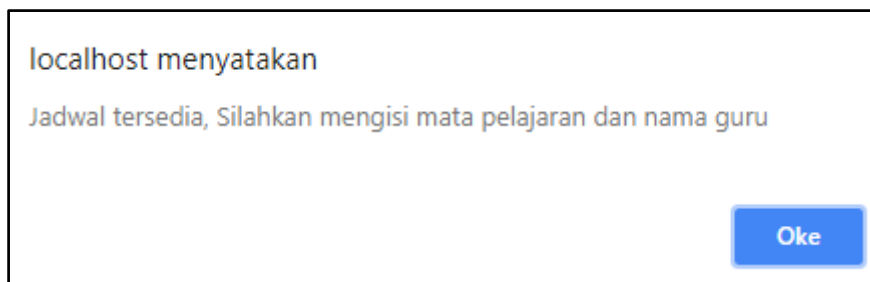 localhost menyatakan
Jadwal tersedia, Silahkan mengisi mata pelajaran dan nama guru
Oke